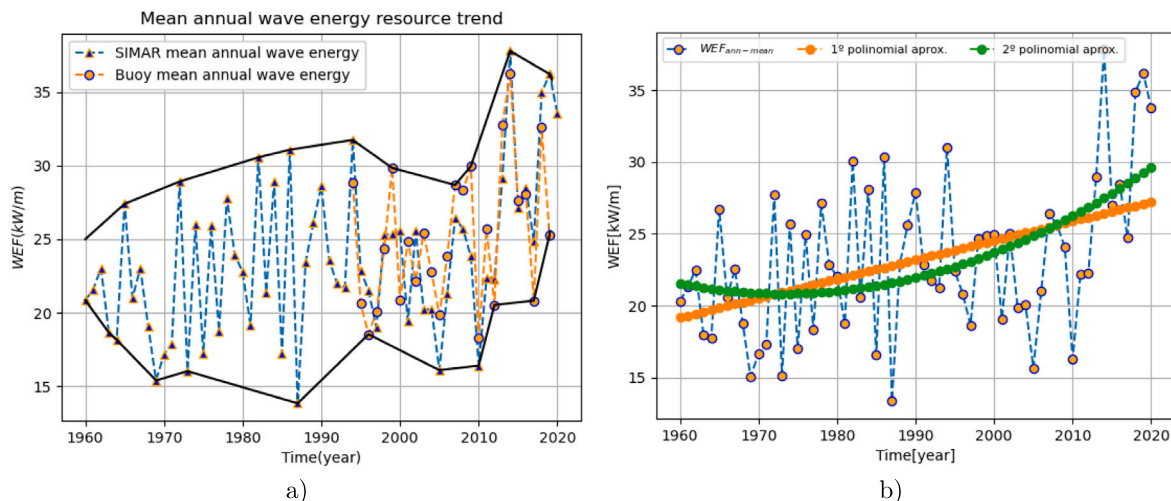 Mean annual wave energy resource trend
SIMAR mean annual wave energy
Buoy mean annual wave energy
WEF(kW/m)
35
30
25
20
15
1960 1970 1980 1990 2000 2010 2020
Time(year)
a)
WEFann−mean 1º polinomial aprox. 2º polinomial aprox.
WEF[kW/m]
35
30
25
20
15
1960 1970 1980 1990 2000 2010 2020
Time[year]
b)